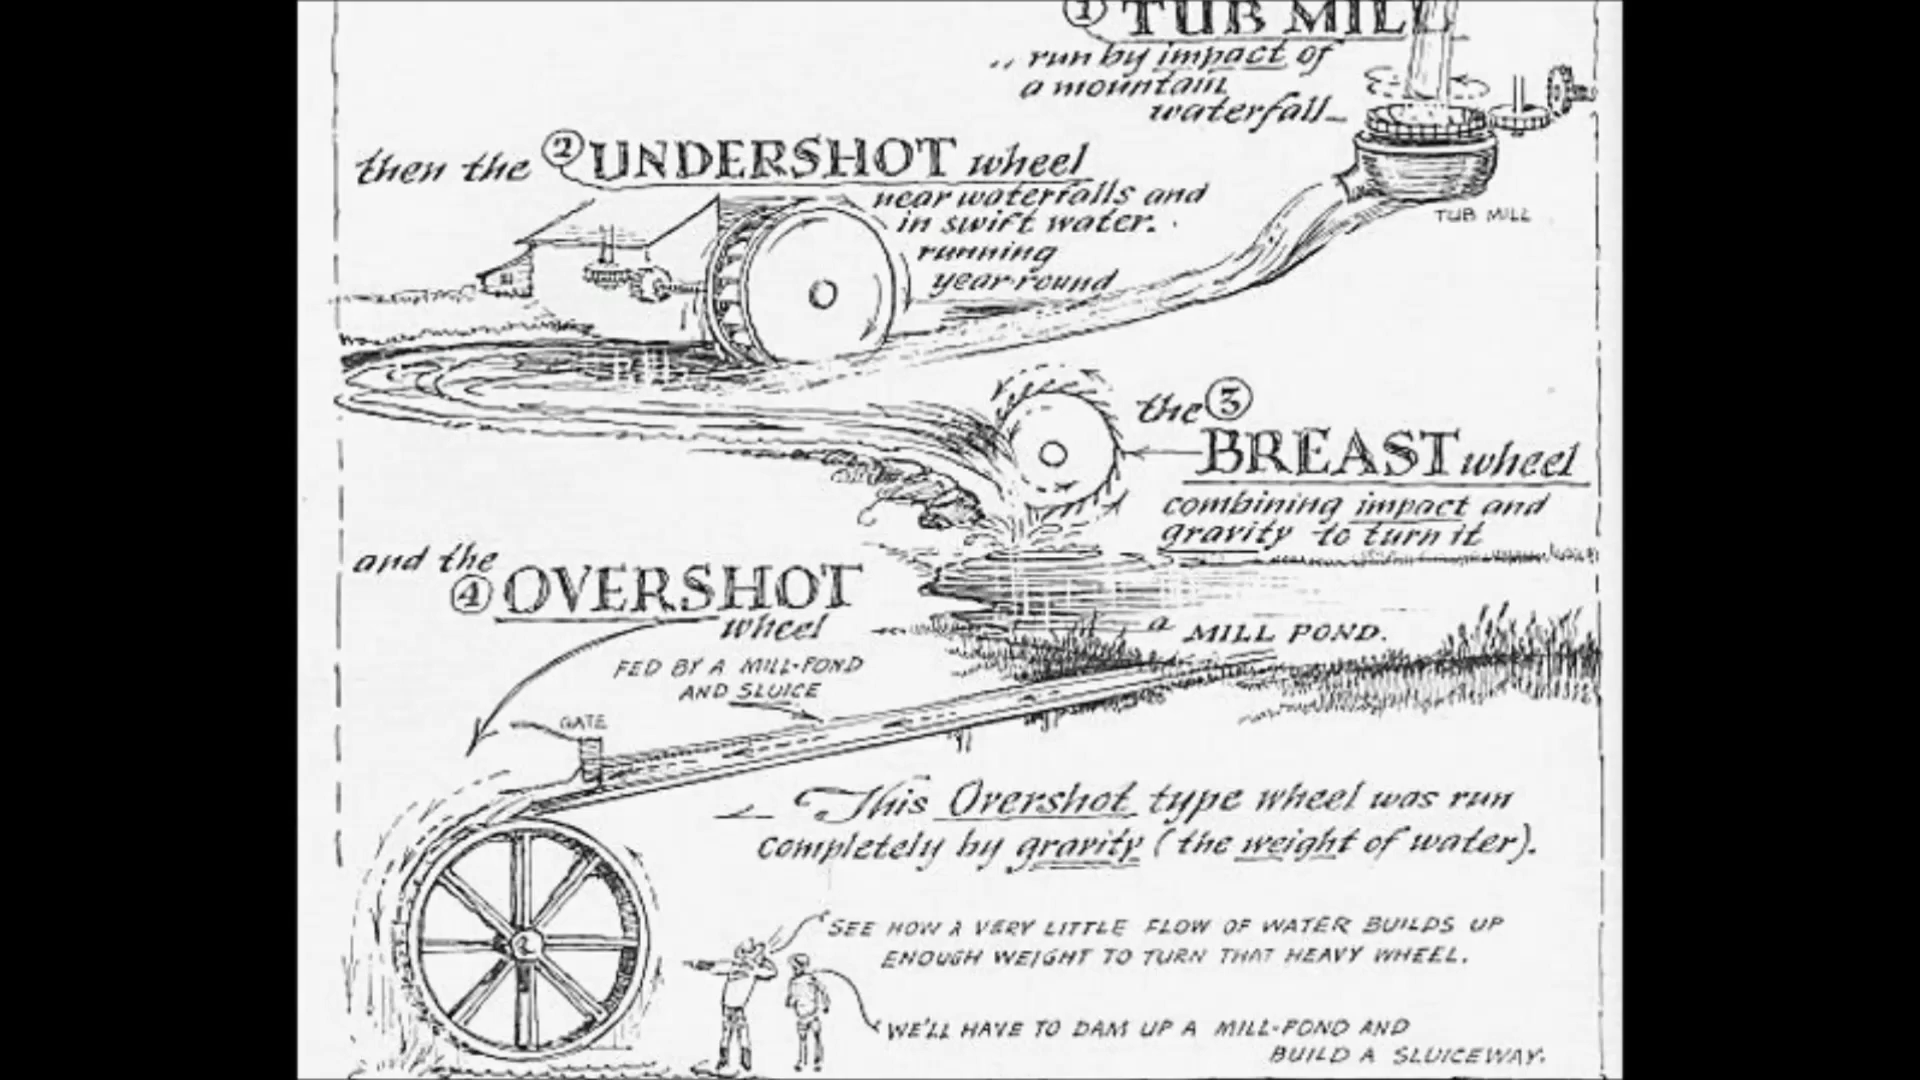 ① TUB MILL
.. run by impact of
a mountain
waterfall
TUB MILL
then the ② UNDERSHOT wheel
near waterfalls and
in swift water.
running
year-round
the ③
BREAST wheel
combining impact and
gravity to turn it
and the
④ OVERSHOT
wheel
a MILL POND.
FED BY A MILL-POND
AND SLUICE
GATE
This Overshot type wheel was run
completely by gravity (the weight of water).
SEE HOW A VERY LITTLE FLOW OF WATER BUILDS UP
ENOUGH WEIGHT TO TURN THAT HEAVY WHEEL.
WE'LL HAVE TO DAM UP A MILL-POND AND
BUILD A SLUICEWAY.